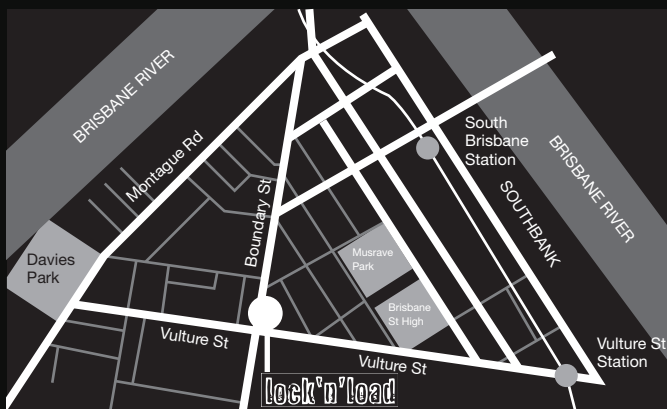 BRISBANE RIVER
Montague Rd
Boundary St
South
Brisbane
Station
BRISBANE RIVER
SOUTHBANK
Davies
Park
Musrave
Park
Brisbane
St High
Vulture St
Vulture St
Vulture St
Station
lock'n'load